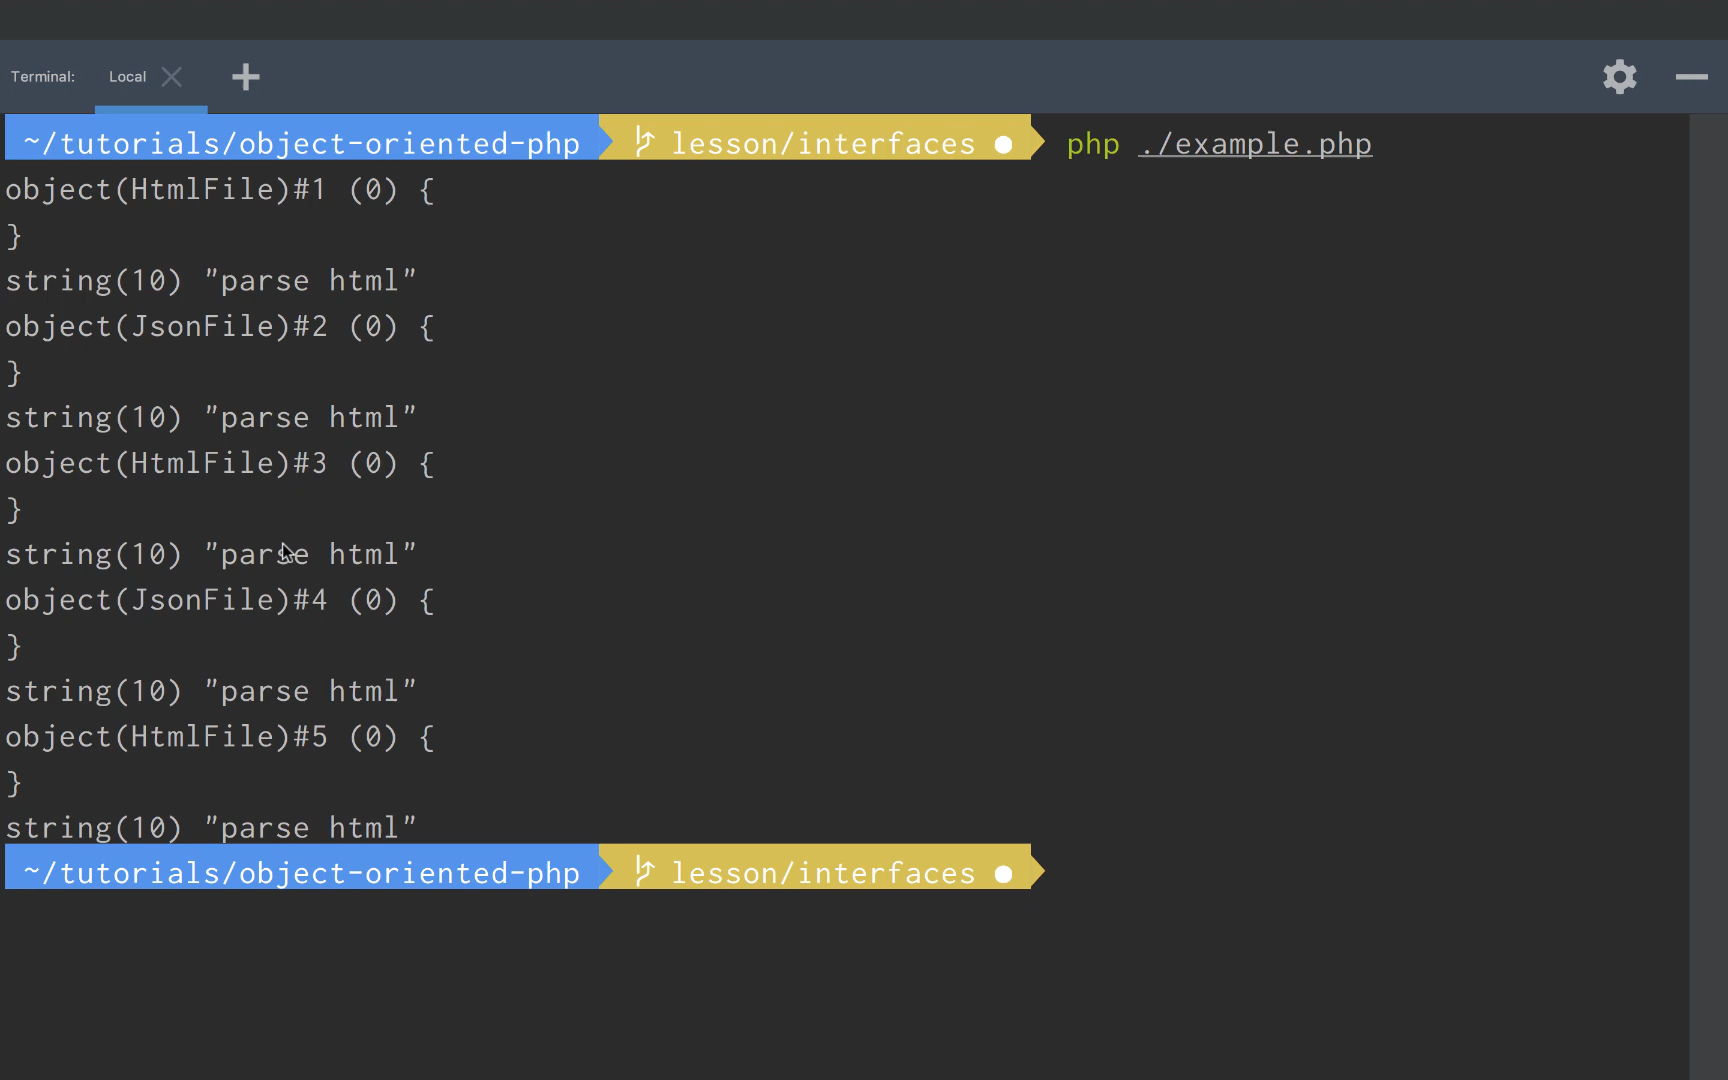 Terminal: Local
~/tutorials/object-oriented-php lesson/interfaces ● php ./example.php
object(HtmlFile)#1 (0) {
}
string(10) "parse html"
object(JsonFile)#2 (0) {
}
string(10) "parse html"
object(HtmlFile)#3 (0) {
}
string(10) "parse html"
object(JsonFile)#4 (0) {
}
string(10) "parse html"
object(HtmlFile)#5 (0) {
}
string(10) "parse html"
~/tutorials/object-oriented-php lesson/interfaces ●